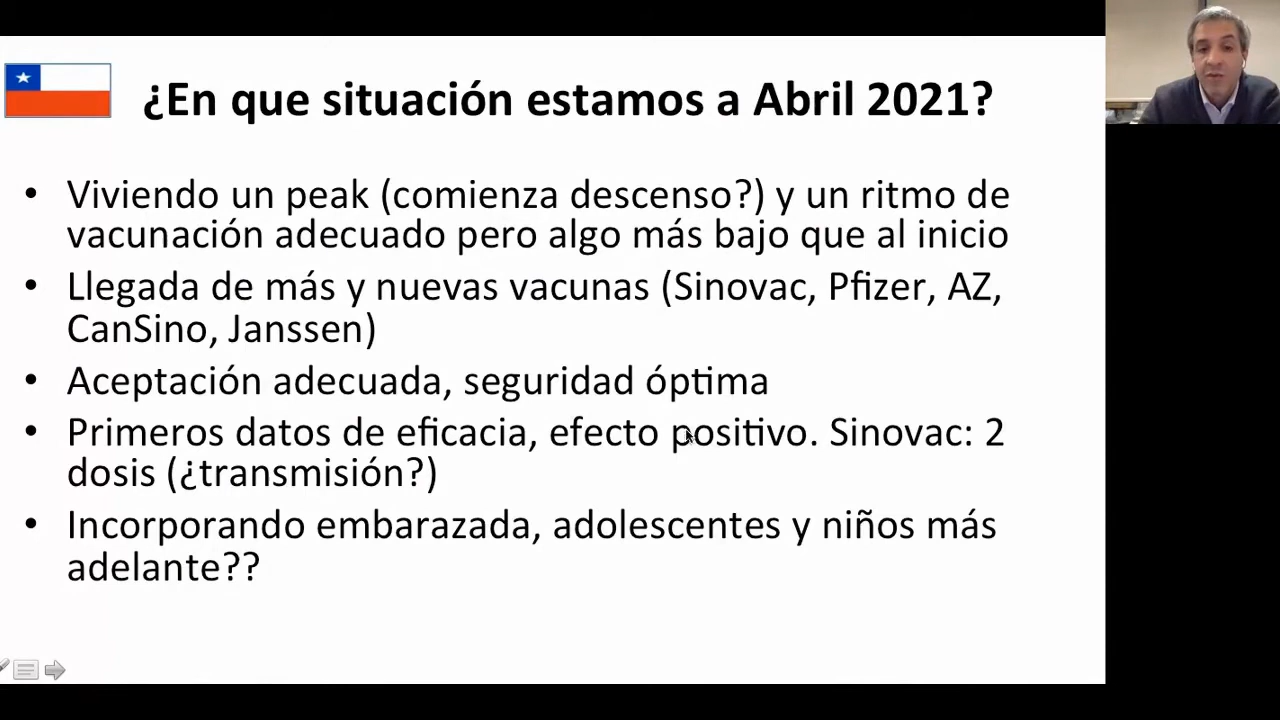 ¿En que situación estamos a Abril 2021?
• Viviendo un peak (comienza descenso?) y un ritmo de
vacunación adecuado pero algo más bajo que al inicio
• Llegada de más y nuevas vacunas (Sinovac, Pfizer, AZ,
CanSino, Janssen)
• Aceptación adecuada, seguridad óptima
• Primeros datos de eficacia, efecto positivo. Sinovac: 2
dosis (¿transmisión?)
• Incorporando embarazada, adolescentes y niños más
adelante??